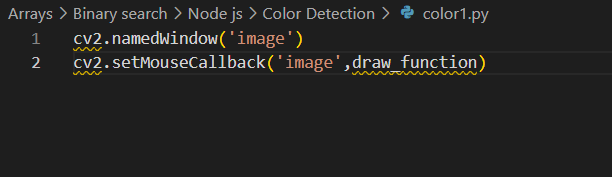 Arrays > Binary search > Node js > Color Detection > color1.py
1 cv2.namedWindow('image')
2 cv2.setMouseCallback('image',draw_function)